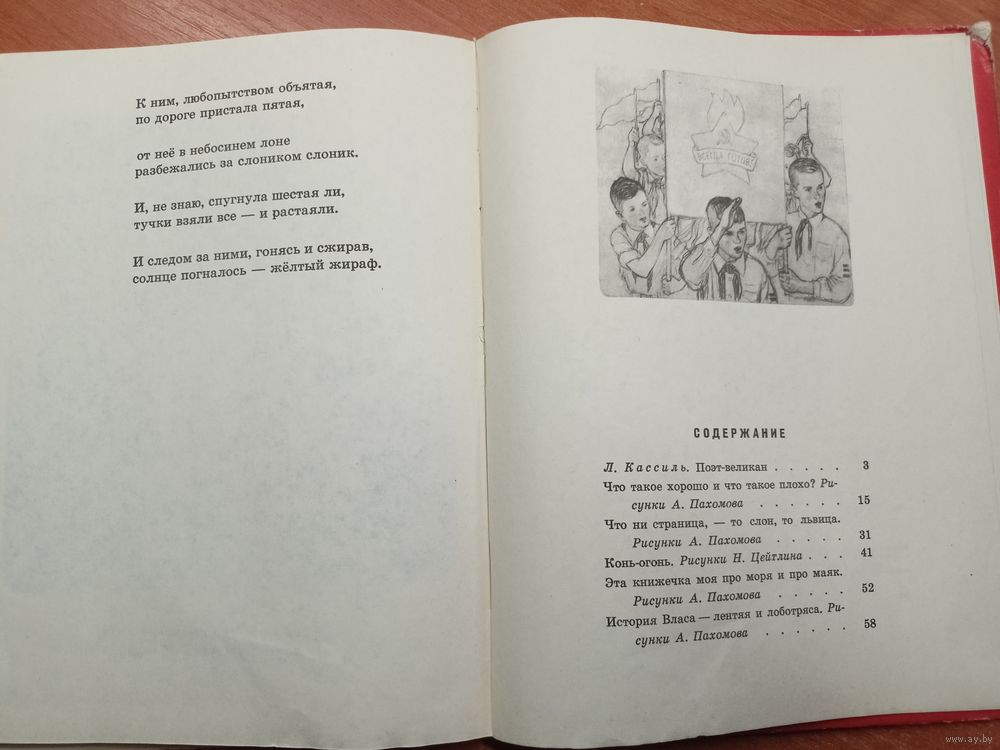 К ним, любопытством объятая,
по дороге пристала пятая,
от неё в небосинем лоне
разбежались за слоником слоник.
И, не знаю, спугнула шестая ли,
тучки взяли все — и растаяли.
И следом за ними, гонясь и сжирав,
солнце погналось — жёлтый жираф.
ВСЕГДА ГОТОВ!
СОДЕРЖАНИЕ
Л. Кассиль. Поэт-великан . . . . . 3
Что такое хорошо и что такое плохо? Ри-
сунки А. Пахомова . . . . . . 15
Что ни страница, — то слон, то львица.
Рисунки А. Пахомова . . . . . 31
Конь-огонь. Рисунки Н. Цейтлина . . . 41
Эта книжечка моя про моря и про маяк.
Рисунки А. Пахомова . . . . . 52
История Власа — лентяя и лоботряса. Ри-
сунки А. Пахомова . . . . . . 58
www.ay.by